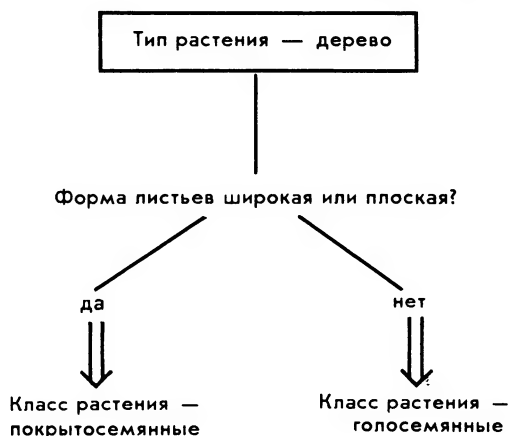 Тип растения — дерево
Форма листьев широкая или плоская?
да
нет
Класс растения —
покрытосемянные
Класс растения —
голосемянные